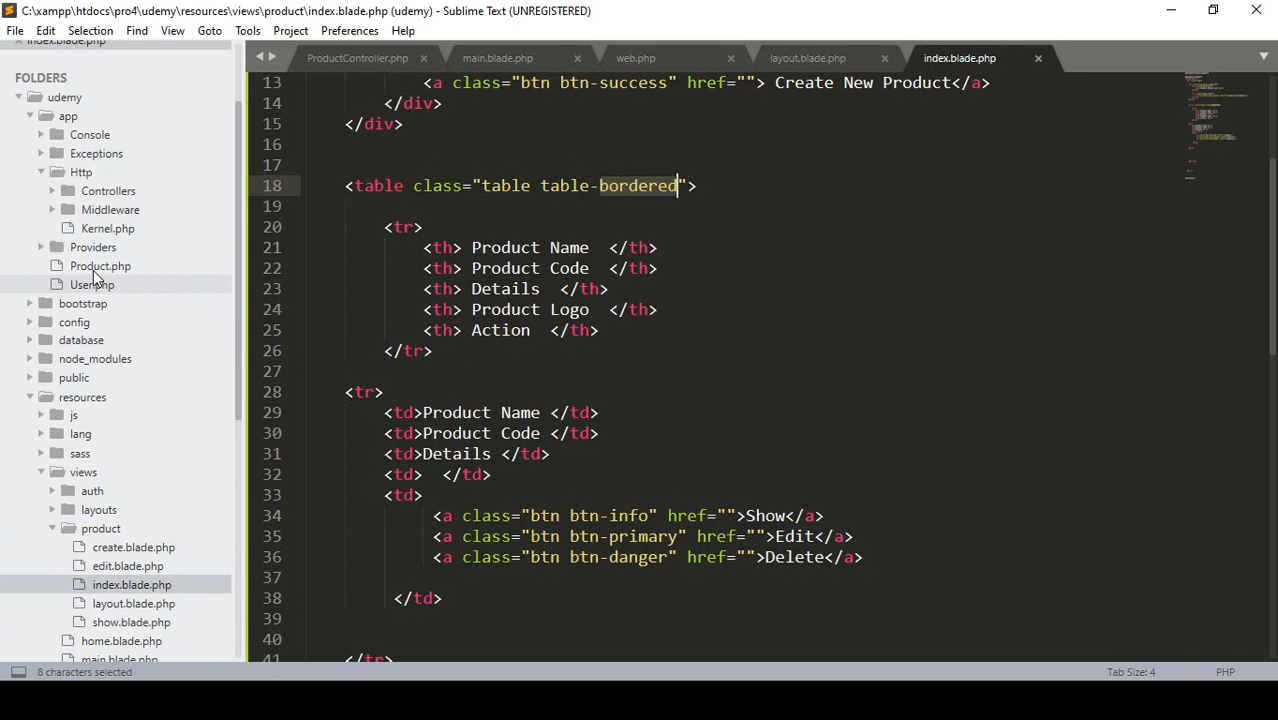 C:\xampp\htdocs\pro4\udemy\resources\views\product\index.blade.php (udemy) - Sublime Text (UNREGISTERED)
File Edit Selection Find View Goto Tools Project Preferences Help
index.blade.php
FOLDERS
udemy
app
Console
Exceptions
Http
Controllers
Middleware
Kernel.php
Providers
Product.php
User.php
bootstrap
config
database
node_modules
public
resources
js
lang
sass
views
auth
layouts
product
create.blade.php
edit.blade.php
index.blade.php
layout.blade.php
show.blade.php
home.blade.php
main.blade.php
ProductController.php main.blade.php web.php layout.blade.php index.blade.php
13 <a class="btn btn-success" href=""> Create New Product</a>
14 </div>
15 </div>
16
17
18 <table class="table table-bordered">
19
20 <tr>
21 <th> Product Name </th>
22 <th> Product Code </th>
23 <th> Details </th>
24 <th> Product Logo </th>
25 <th> Action </th>
26 </tr>
27
28 <tr>
29 <td>Product Name </td>
30 <td>Product Code </td>
31 <td>Details </td>
32 <td> </td>
33 <td>
34 <a class="btn btn-info" href="">Show</a>
35 <a class="btn btn-primary" href="">Edit</a>
36 <a class="btn btn-danger" href="">Delete</a>
37
38 </td>
39
40
41 </tr>
8 characters selected Tab Size: 4 PHP